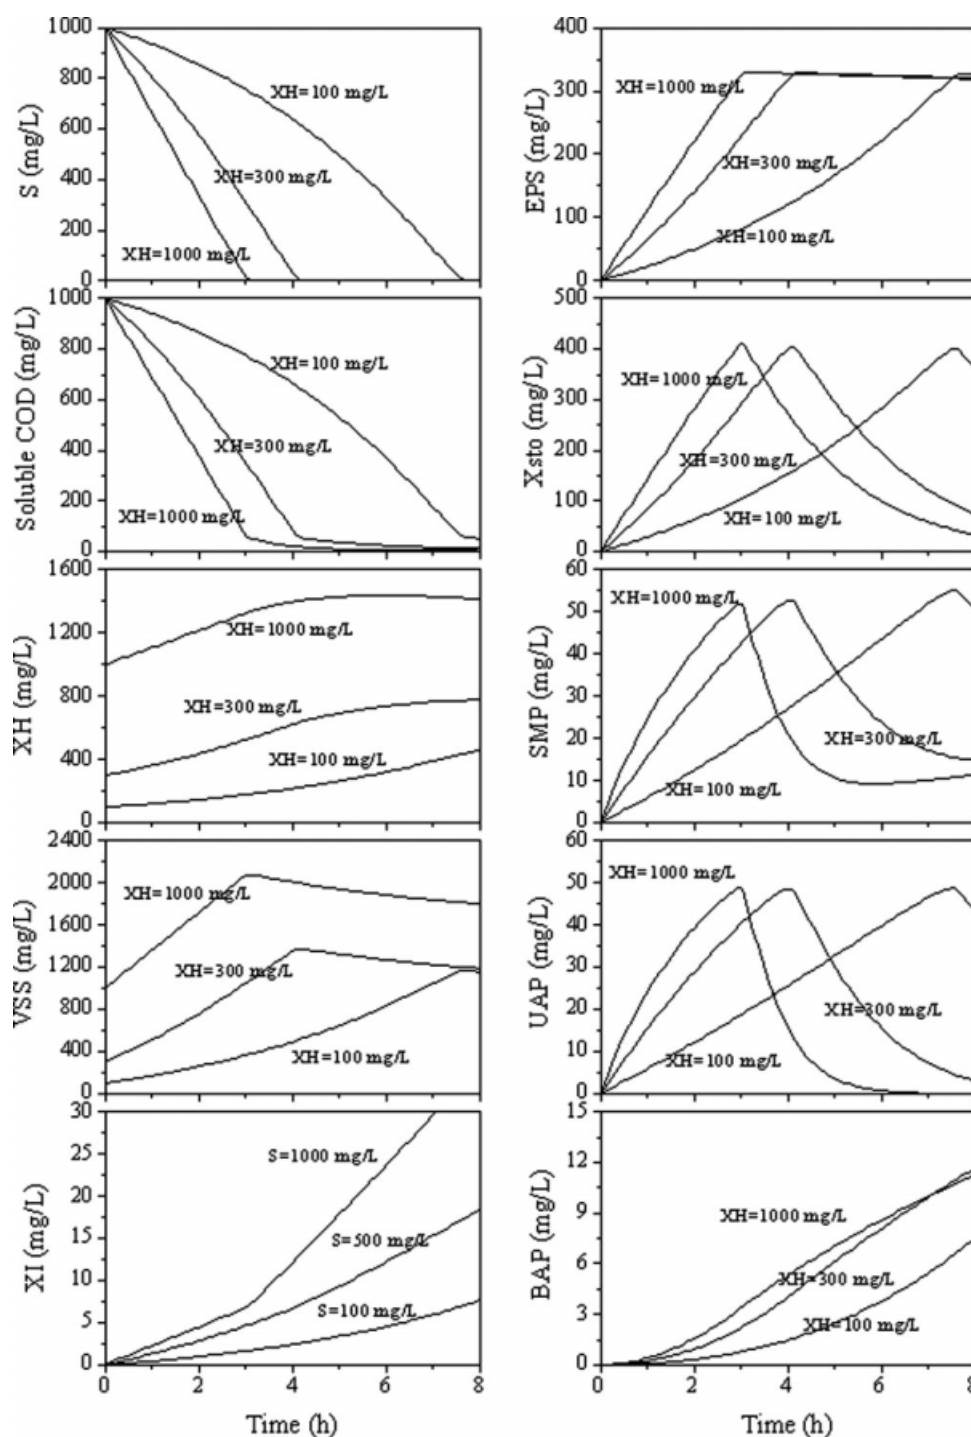 1000
800
600
400
200
0
S (mg/L)
XH=100 mg/L
XH=300 mg/L
XH=1000 mg/L
400
300
200
100
0
EPS (mg/L)
XH=1000 mg/L
XH=300 mg/L
XH=100 mg/L
1000
800
600
400
200
0
Soluble COD (mg/L)
XH=100 mg/L
XH=300 mg/L
XH=1000 mg/L
500
400
300
200
100
0
Xsto (mg/L)
XH=1000 mg/L
XH=300 mg/L
XH=100 mg/L
1600
1200
800
400
0
XH (mg/L)
XH=1000 mg/L
XH=300 mg/L
XH=100 mg/L
60
50
40
30
20
10
0
SMP (mg/L)
XH=1000 mg/L
XH=300 mg/L
XH=100 mg/L
2400
2000
1600
1200
800
400
0
VSS (mg/L)
XH=1000 mg/L
XH=300 mg/L
XH=100 mg/L
60
50
40
30
20
10
0
UAP (mg/L)
XH=1000 mg/L
XH=300 mg/L
XH=100 mg/L
30
25
20
15
10
5
0
XI (mg/L)
S=1000 mg/L
S=500 mg/L
S=100 mg/L
0 2 4 6 8
Time (h)
15
12
9
6
3
0
BAP (mg/L)
XH=1000 mg/L
XH=300 mg/L
XH=100 mg/L
0 2 4 6 8
Time (h)